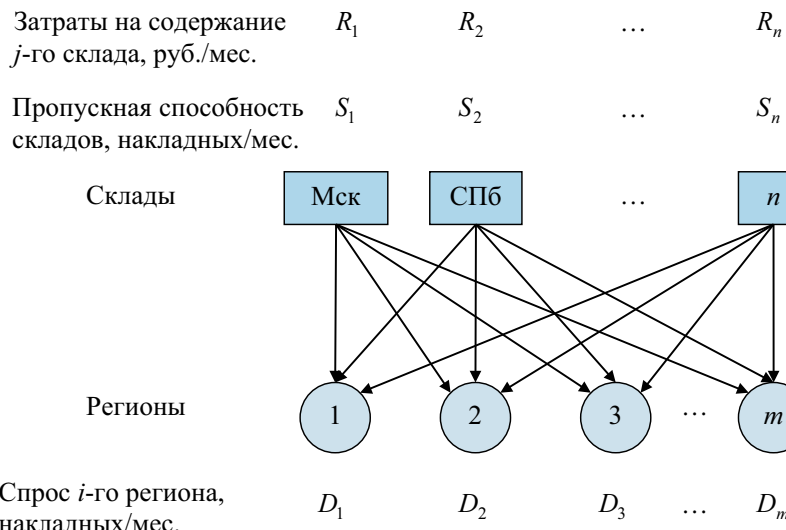 Затраты на содержание R₁ R₂ … Rₙ
j-го склада, руб./мес.
Пропускная способность S₁ S₂ … Sₙ
складов, накладных/мес.
Склады Мск СПб … n
Регионы 1 2 3 … m
Спрос i-го региона, D₁ D₂ D₃ … Dₘ
накладных/мес.